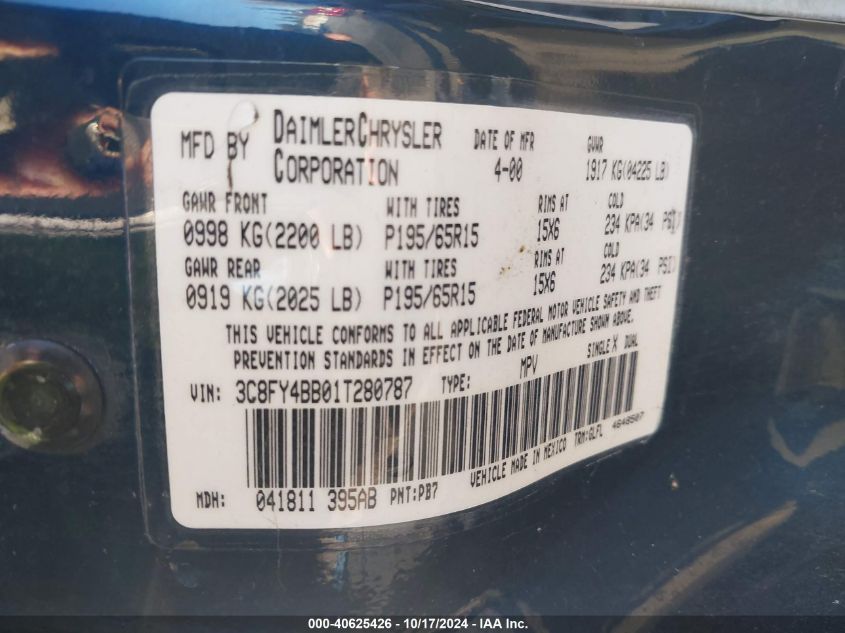 MFD BY DAIMLERCHRYSLER CORPORATION DATE OF MFR 4-00 GVWR 1917 KG(04225 LB)
GAWR FRONT WITH TIRES RIMS AT COLD
0998 KG(2200 LB) P195/65R15 15X6 234 KPA(34 PSI)
GAWR REAR WITH TIRES RIMS AT COLD
0919 KG(2025 LB) P195/65R15 15X6 234 KPA(34 PSI)
THIS VEHICLE CONFORMS TO ALL APPLICABLE FEDERAL MOTOR VEHICLE SAFETY AND THEFT
PREVENTION STANDARDS IN EFFECT ON THE DATE OF MANUFACTURE SHOWN ABOVE.
VIN: 3C8FY4BB01T280787 TYPE: MPV SINGLE X DUAL
VEHICLE MADE IN MEXICO TRM:GLFL 4648507
MDH: 041811 395AB PNT:PB7
000-40625426 - 10/17/2024 - IAA Inc.